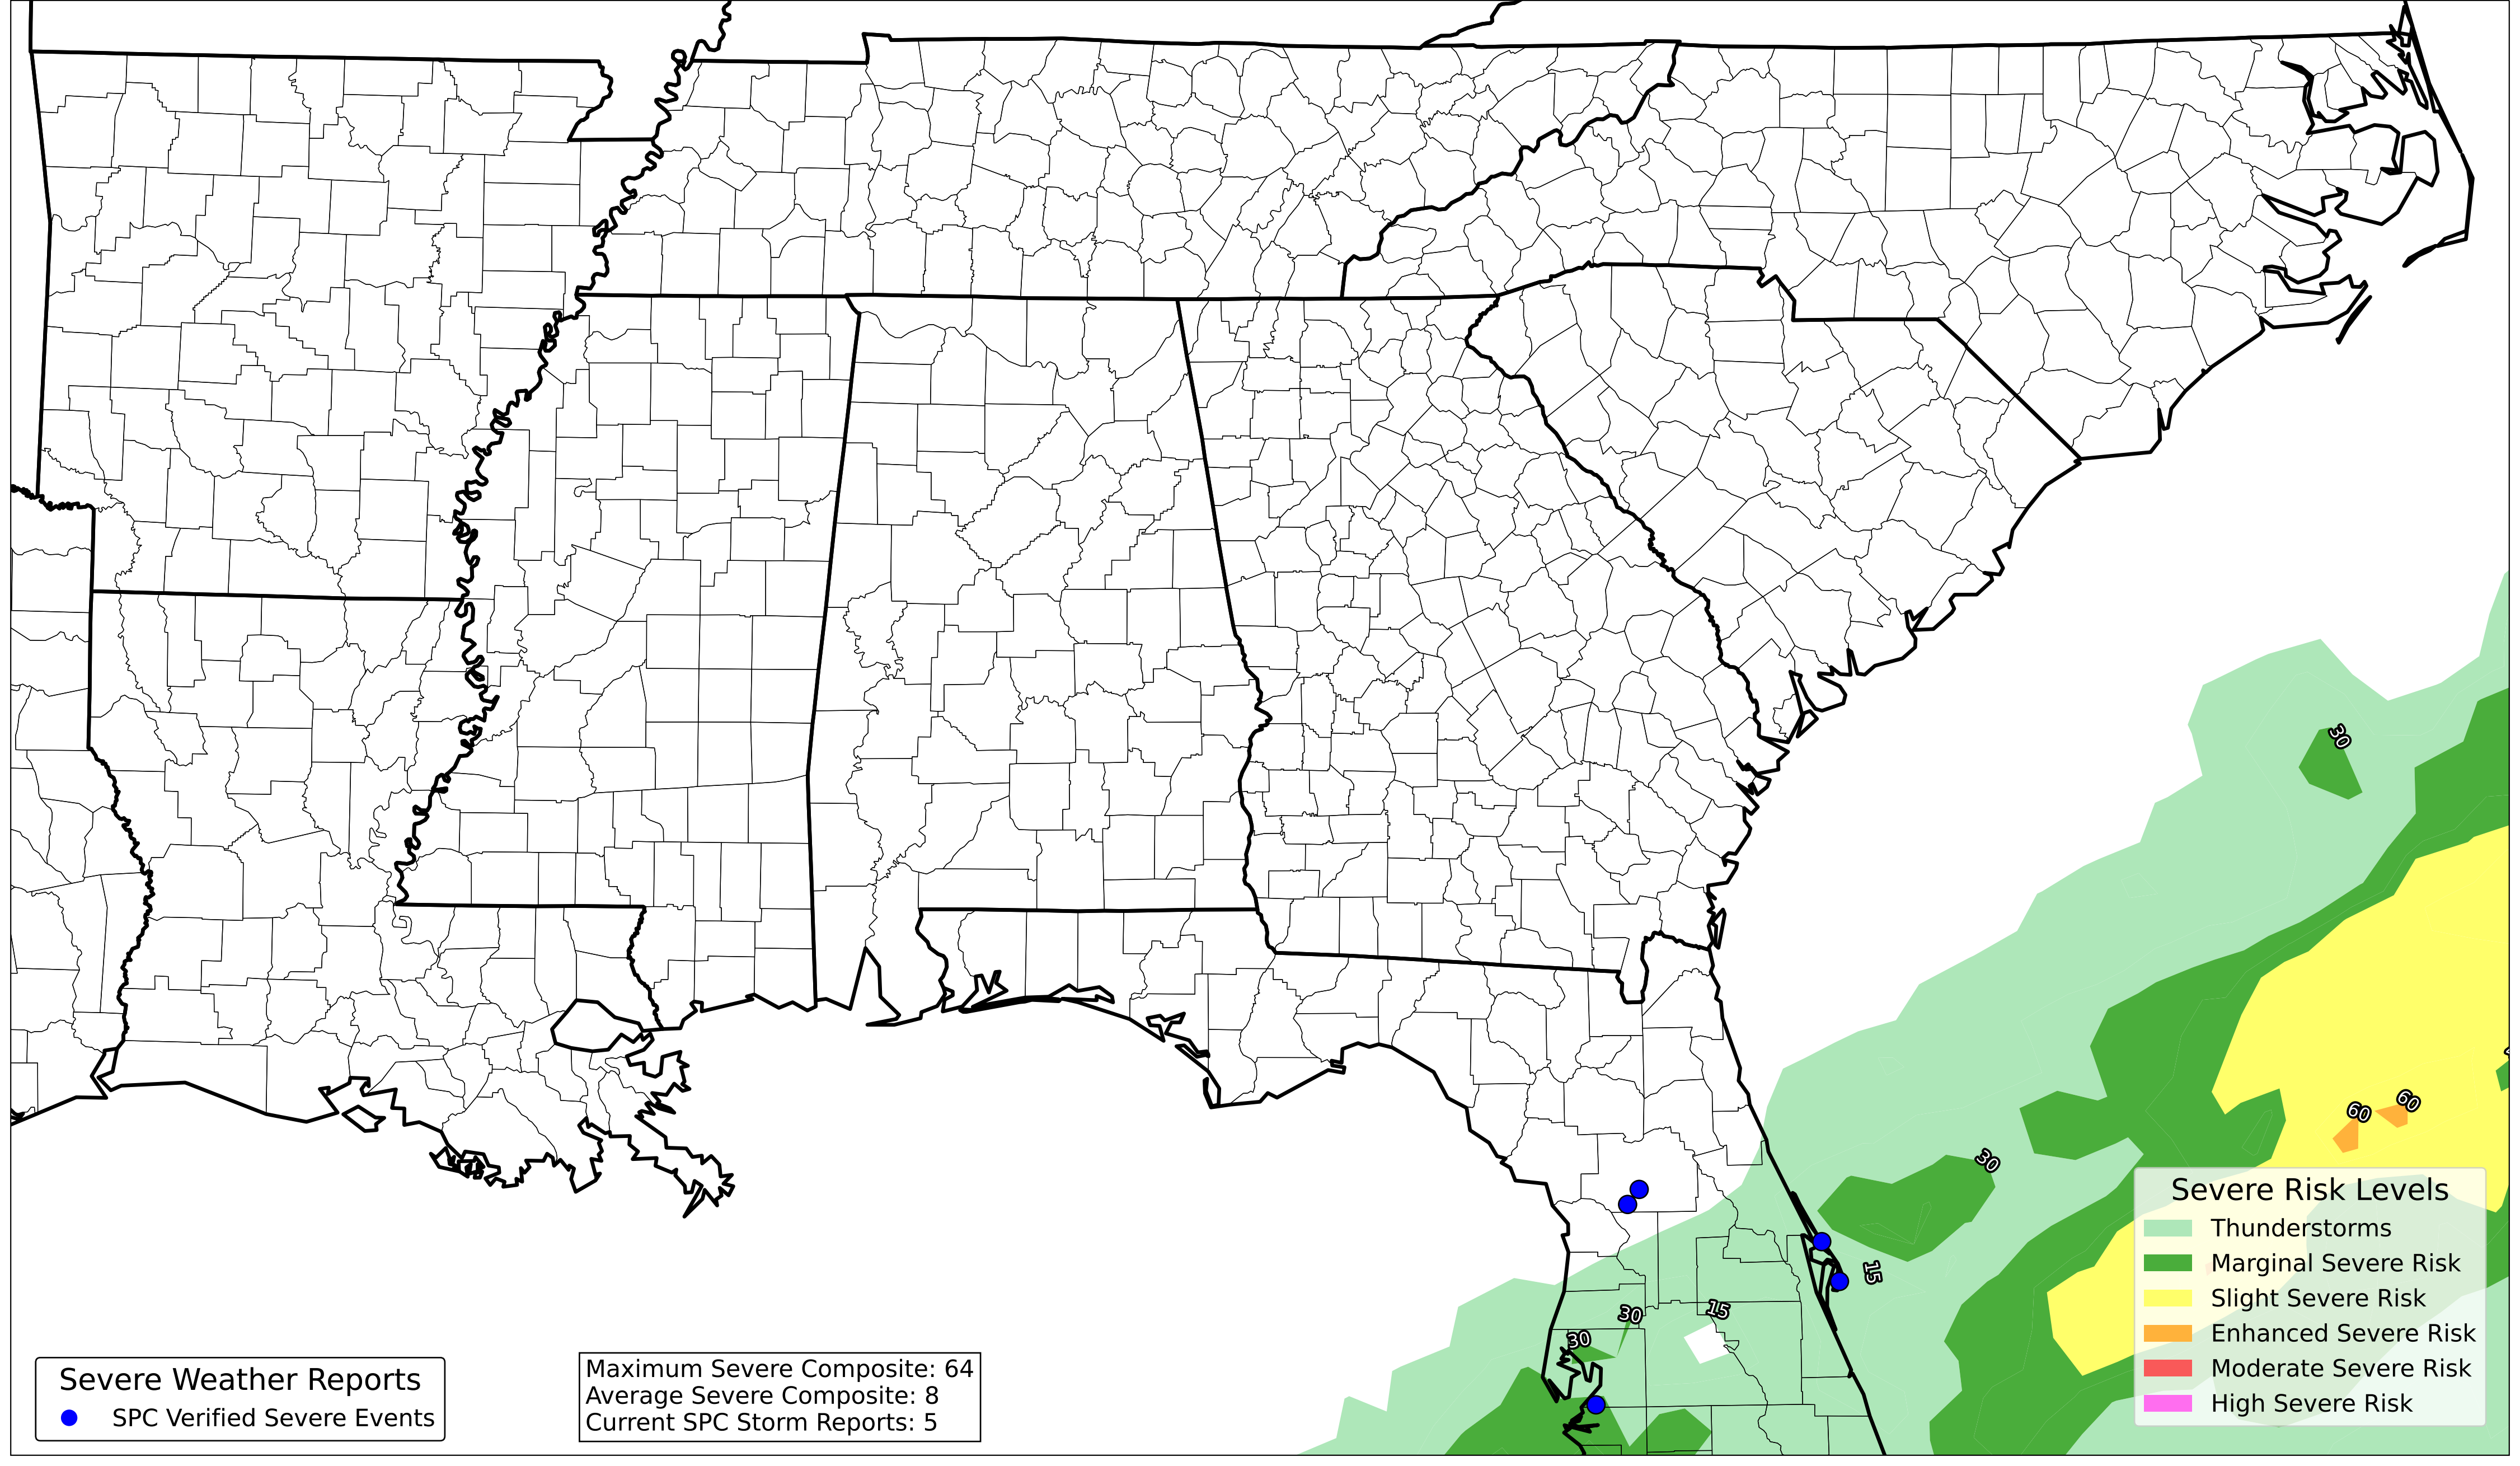 30
60
60
30
15
15
30
30
Severe Risk Levels
Thunderstorms
Marginal Severe Risk
Slight Severe Risk
Enhanced Severe Risk
Moderate Severe Risk
High Severe Risk
Severe Weather Reports
SPC Verified Severe Events
Maximum Severe Composite: 64
Average Severe Composite: 8
Current SPC Storm Reports: 5